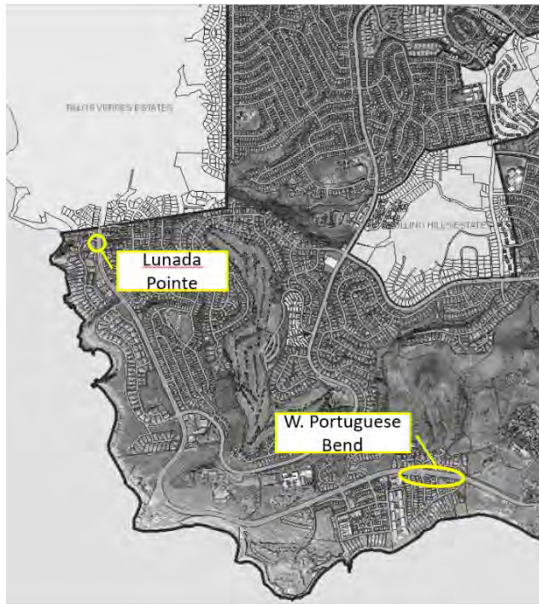 PALOS VERDES ESTATES
ROLLING HILLS ESTATES
Lunada
Pointe
W. Portuguese
Bend